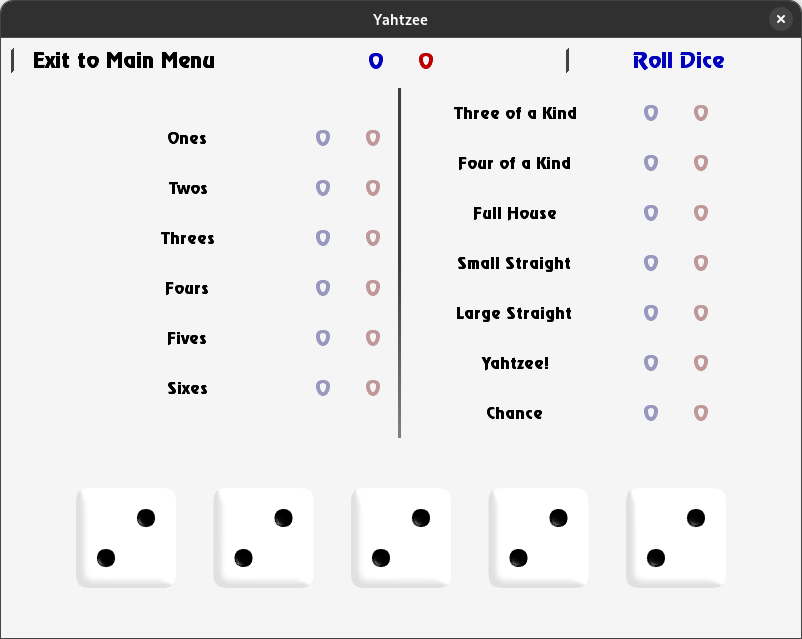 Yahtzee
Exit to Main Menu 0 0 Roll Dice
Ones 0 0
Twos 0 0
Threes 0 0
Fours 0 0
Fives 0 0
Sixes 0 0
Three of a Kind 0 0
Four of a Kind 0 0
Full House 0 0
Small Straight 0 0
Large Straight 0 0
Yahtzee! 0 0
Chance 0 0